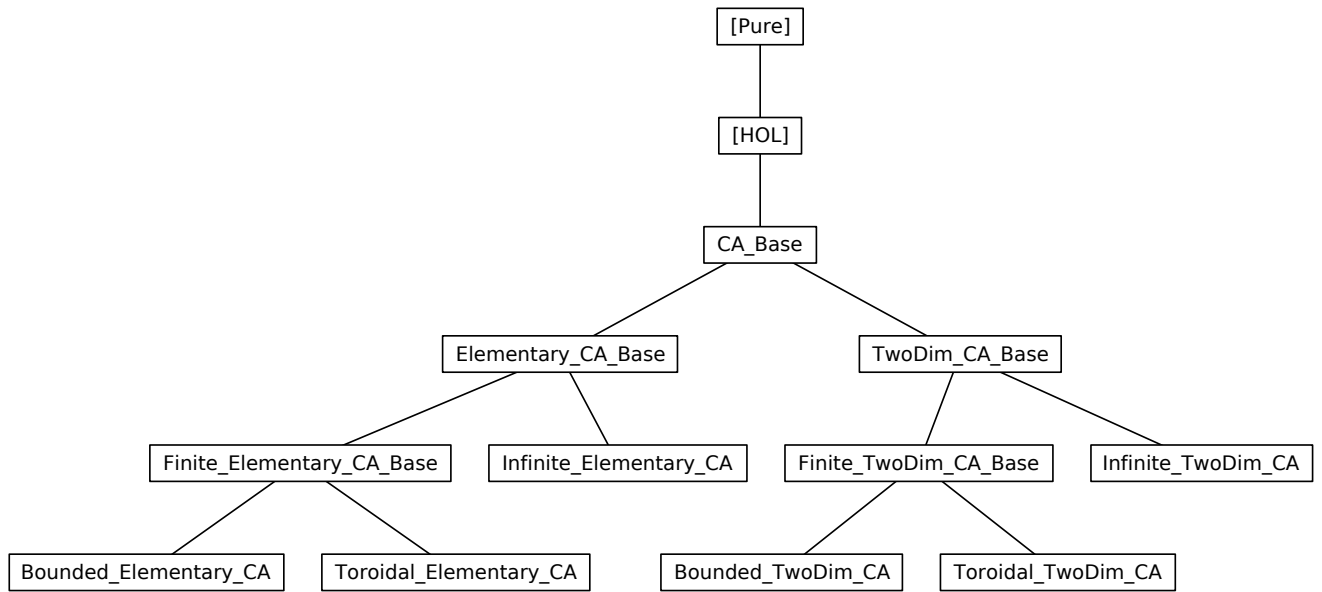 [Pure]
[HOL]
CA_Base
Elementary_CA_Base
TwoDim_CA_Base
Finite_Elementary_CA_Base
Infinite_Elementary_CA
Finite_TwoDim_CA_Base
Infinite_TwoDim_CA
Bounded_Elementary_CA
Toroidal_Elementary_CA
Bounded_TwoDim_CA
Toroidal_TwoDim_CA